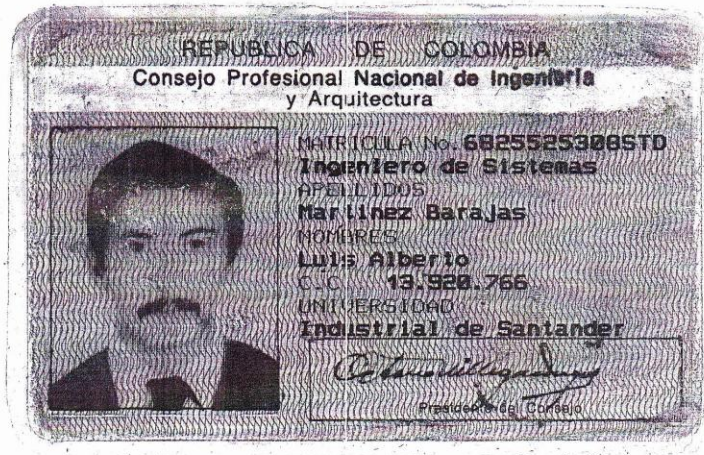 REPUBLICA DE COLOMBIA
Consejo Profesional Nacional de Ingeniería
y Arquitectura
MATRICULA No. 6825525308STD
Ingeniero de Sistemas
APELLIDOS
Martinez Barajas
NOMBRES
Luis Alberto
C.C 13.920.766
UNIVERSIDAD
Industrial de Santander
Presidente del Consejo